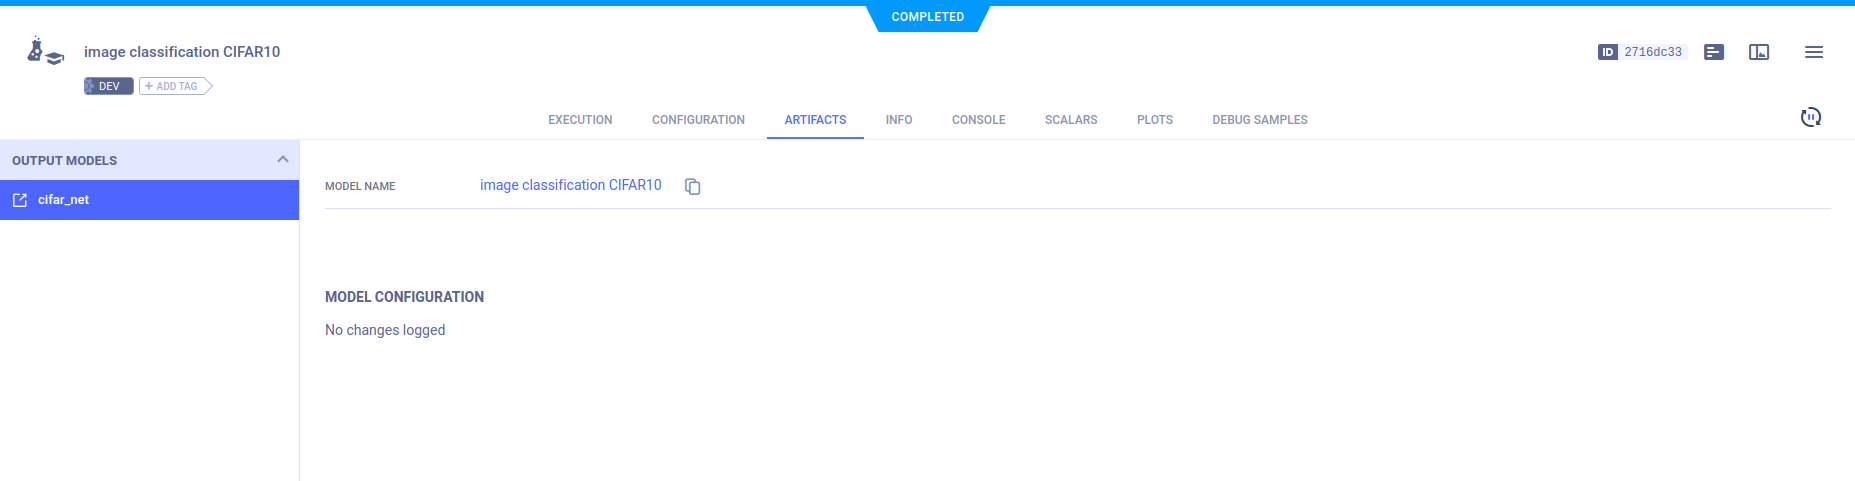 COMPLETED
image classification CIFAR10
ID 2716dc33
DEV
+ ADD TAG
EXECUTION CONFIGURATION ARTIFACTS INFO CONSOLE SCALARS PLOTS DEBUG SAMPLES
OUTPUT MODELS
cifar_net
MODEL NAME image classification CIFAR10
MODEL CONFIGURATION
No changes logged